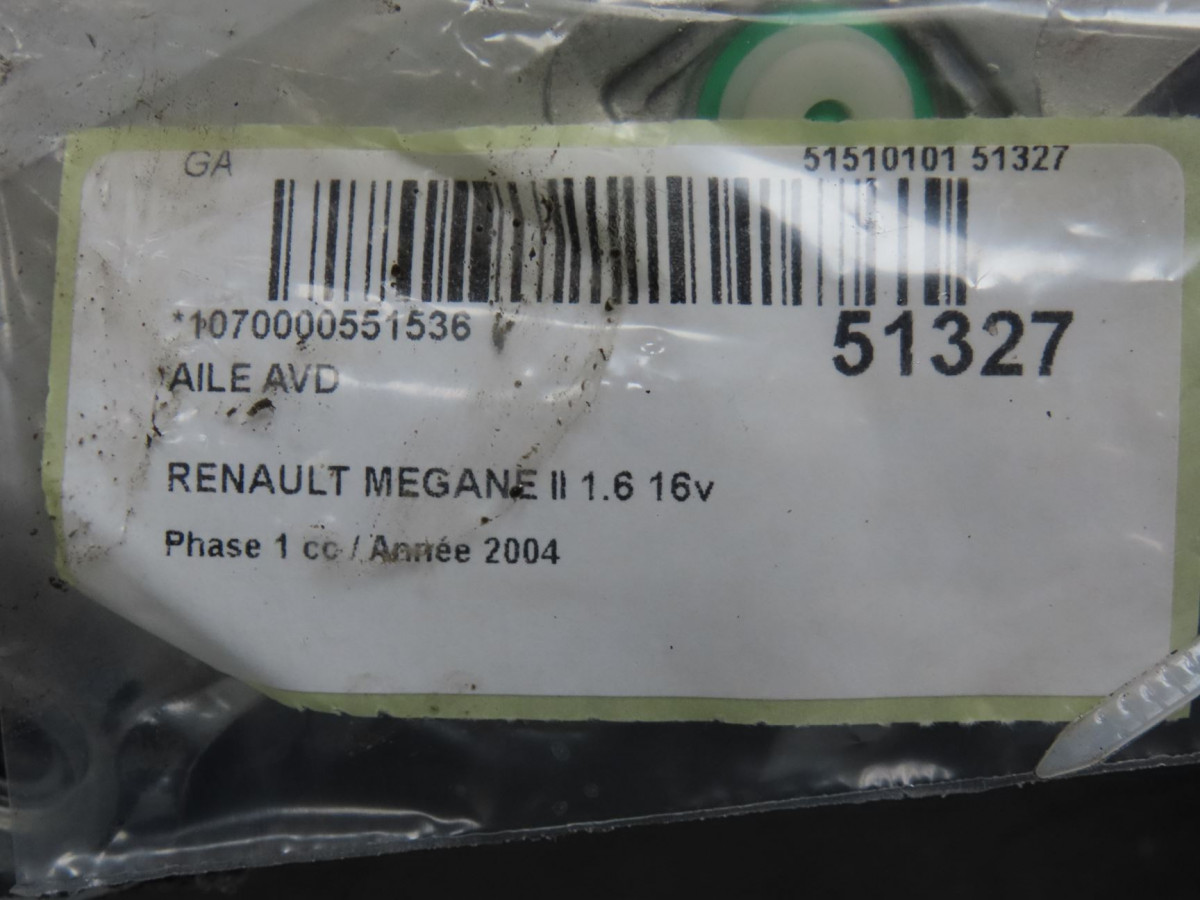 GA 51510101 51327
*1070000551536 51327
AILE AVD
RENAULT MEGANE II 1.6 16v
Phase 1 cc / Année 2004